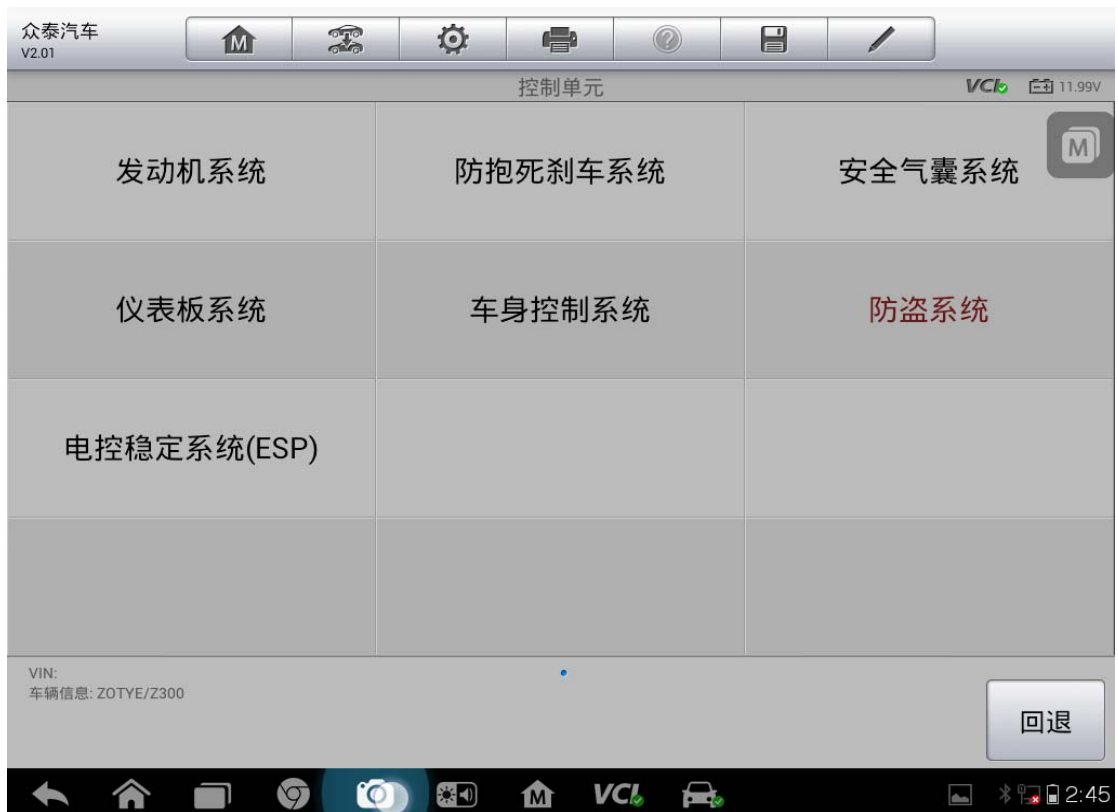 众泰汽车
V2.01
M
控制单元
VCI
11.99V
发动机系统
防抱死刹车系统
安全气囊系统
M
仪表板系统
车身控制系统
防盗系统
电控稳定系统(ESP)
VIN:
车辆信息: ZOTYE/Z300
回退
M
VCI
2:45